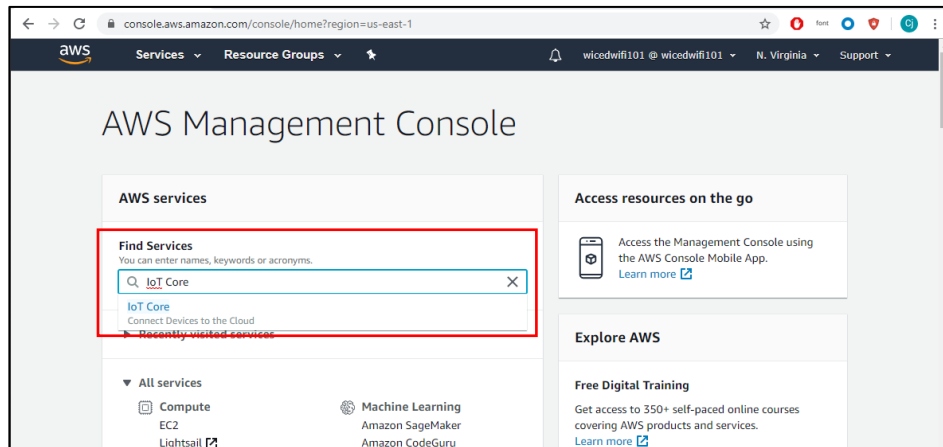 console.aws.amazon.com/console/home?region=us-east-1
font
Cj
aws
Services
Resource Groups
wicedwifi101 @ wicedwifi101
N. Virginia
Support
AWS Management Console
AWS services
Find Services
You can enter names, keywords or acronyms.
IoT Core
IoT Core
Connect Devices to the Cloud
Recently visited services
All services
Compute
EC2
Lightsail
Machine Learning
Amazon SageMaker
Amazon CodeGuru
Access resources on the go
Access the Management Console using
the AWS Console Mobile App.
Learn more
Explore AWS
Free Digital Training
Get access to 350+ self-paced online courses
covering AWS products and services.
Learn more